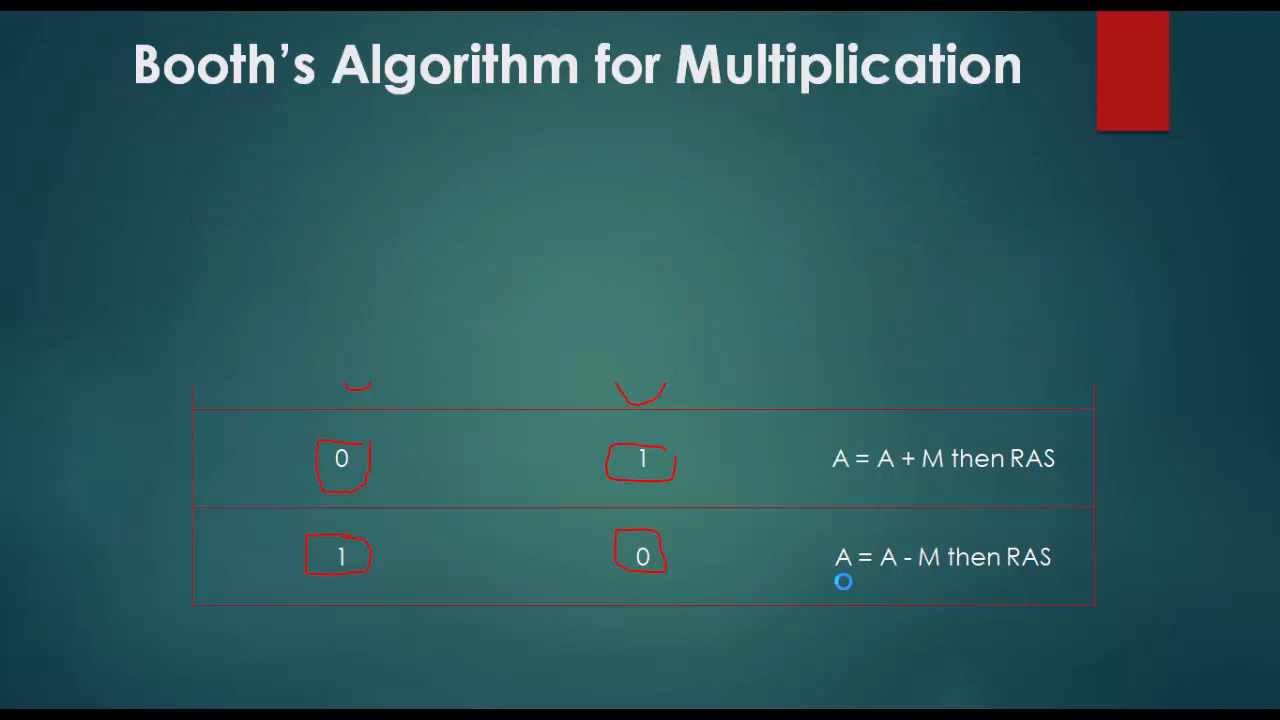 Booth’s Algorithm for Multiplication
0 1 A = A + M then RAS
1 0 A = A - M then RAS